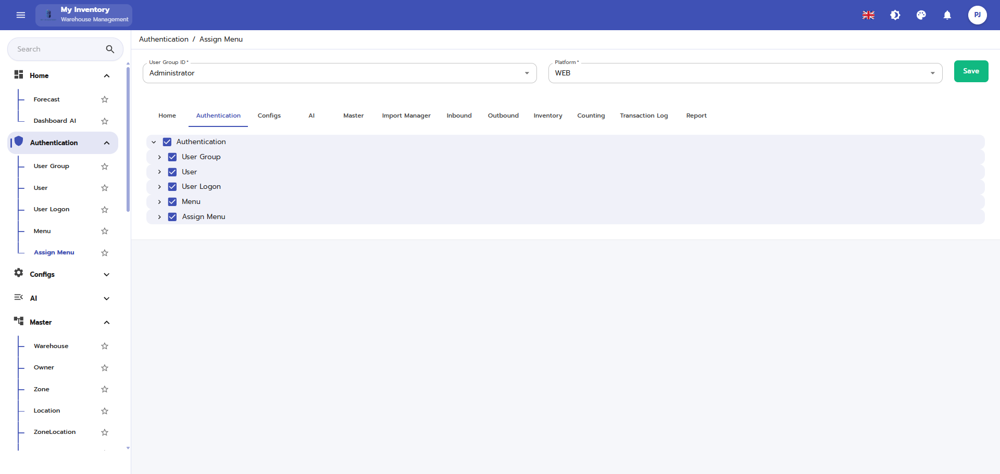 My Inventory
Warehouse Management
PJ
Search
Home
Forecast
Dashboard AI
Authentication
User Group
User
User Logon
Menu
Assign Menu
Configs
AI
Master
Warehouse
Owner
Zone
Location
ZoneLocation
Authentication / Assign Menu
User Group ID *
Administrator
Platform *
WEB
Save
Home Authentication Configs AI Master Import Manager Inbound Outbound Inventory Counting Transaction Log Report
Authentication
User Group
User
User Logon
Menu
Assign Menu